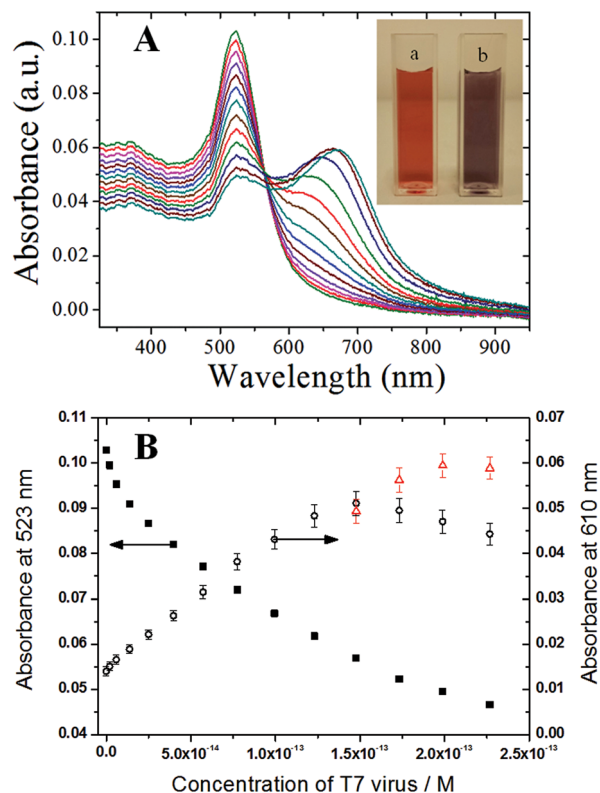 A
a
b
Absorbance (a.u.)
0.10
0.08
0.06
0.04
0.02
0.00
400 500 600 700 800 900
Wavelength (nm)
B
Absorbance at 523 nm
0.11
0.10
0.09
0.08
0.07
0.06
0.05
0.04
0.07
0.06
0.05
0.04
0.03
0.02
0.01
0.00
Absorbance at 610 nm
0.0 5.0x10-14 1.0x10-13 1.5x10-13 2.0x10-13 2.5x10-13
Concentration of T7 virus / M